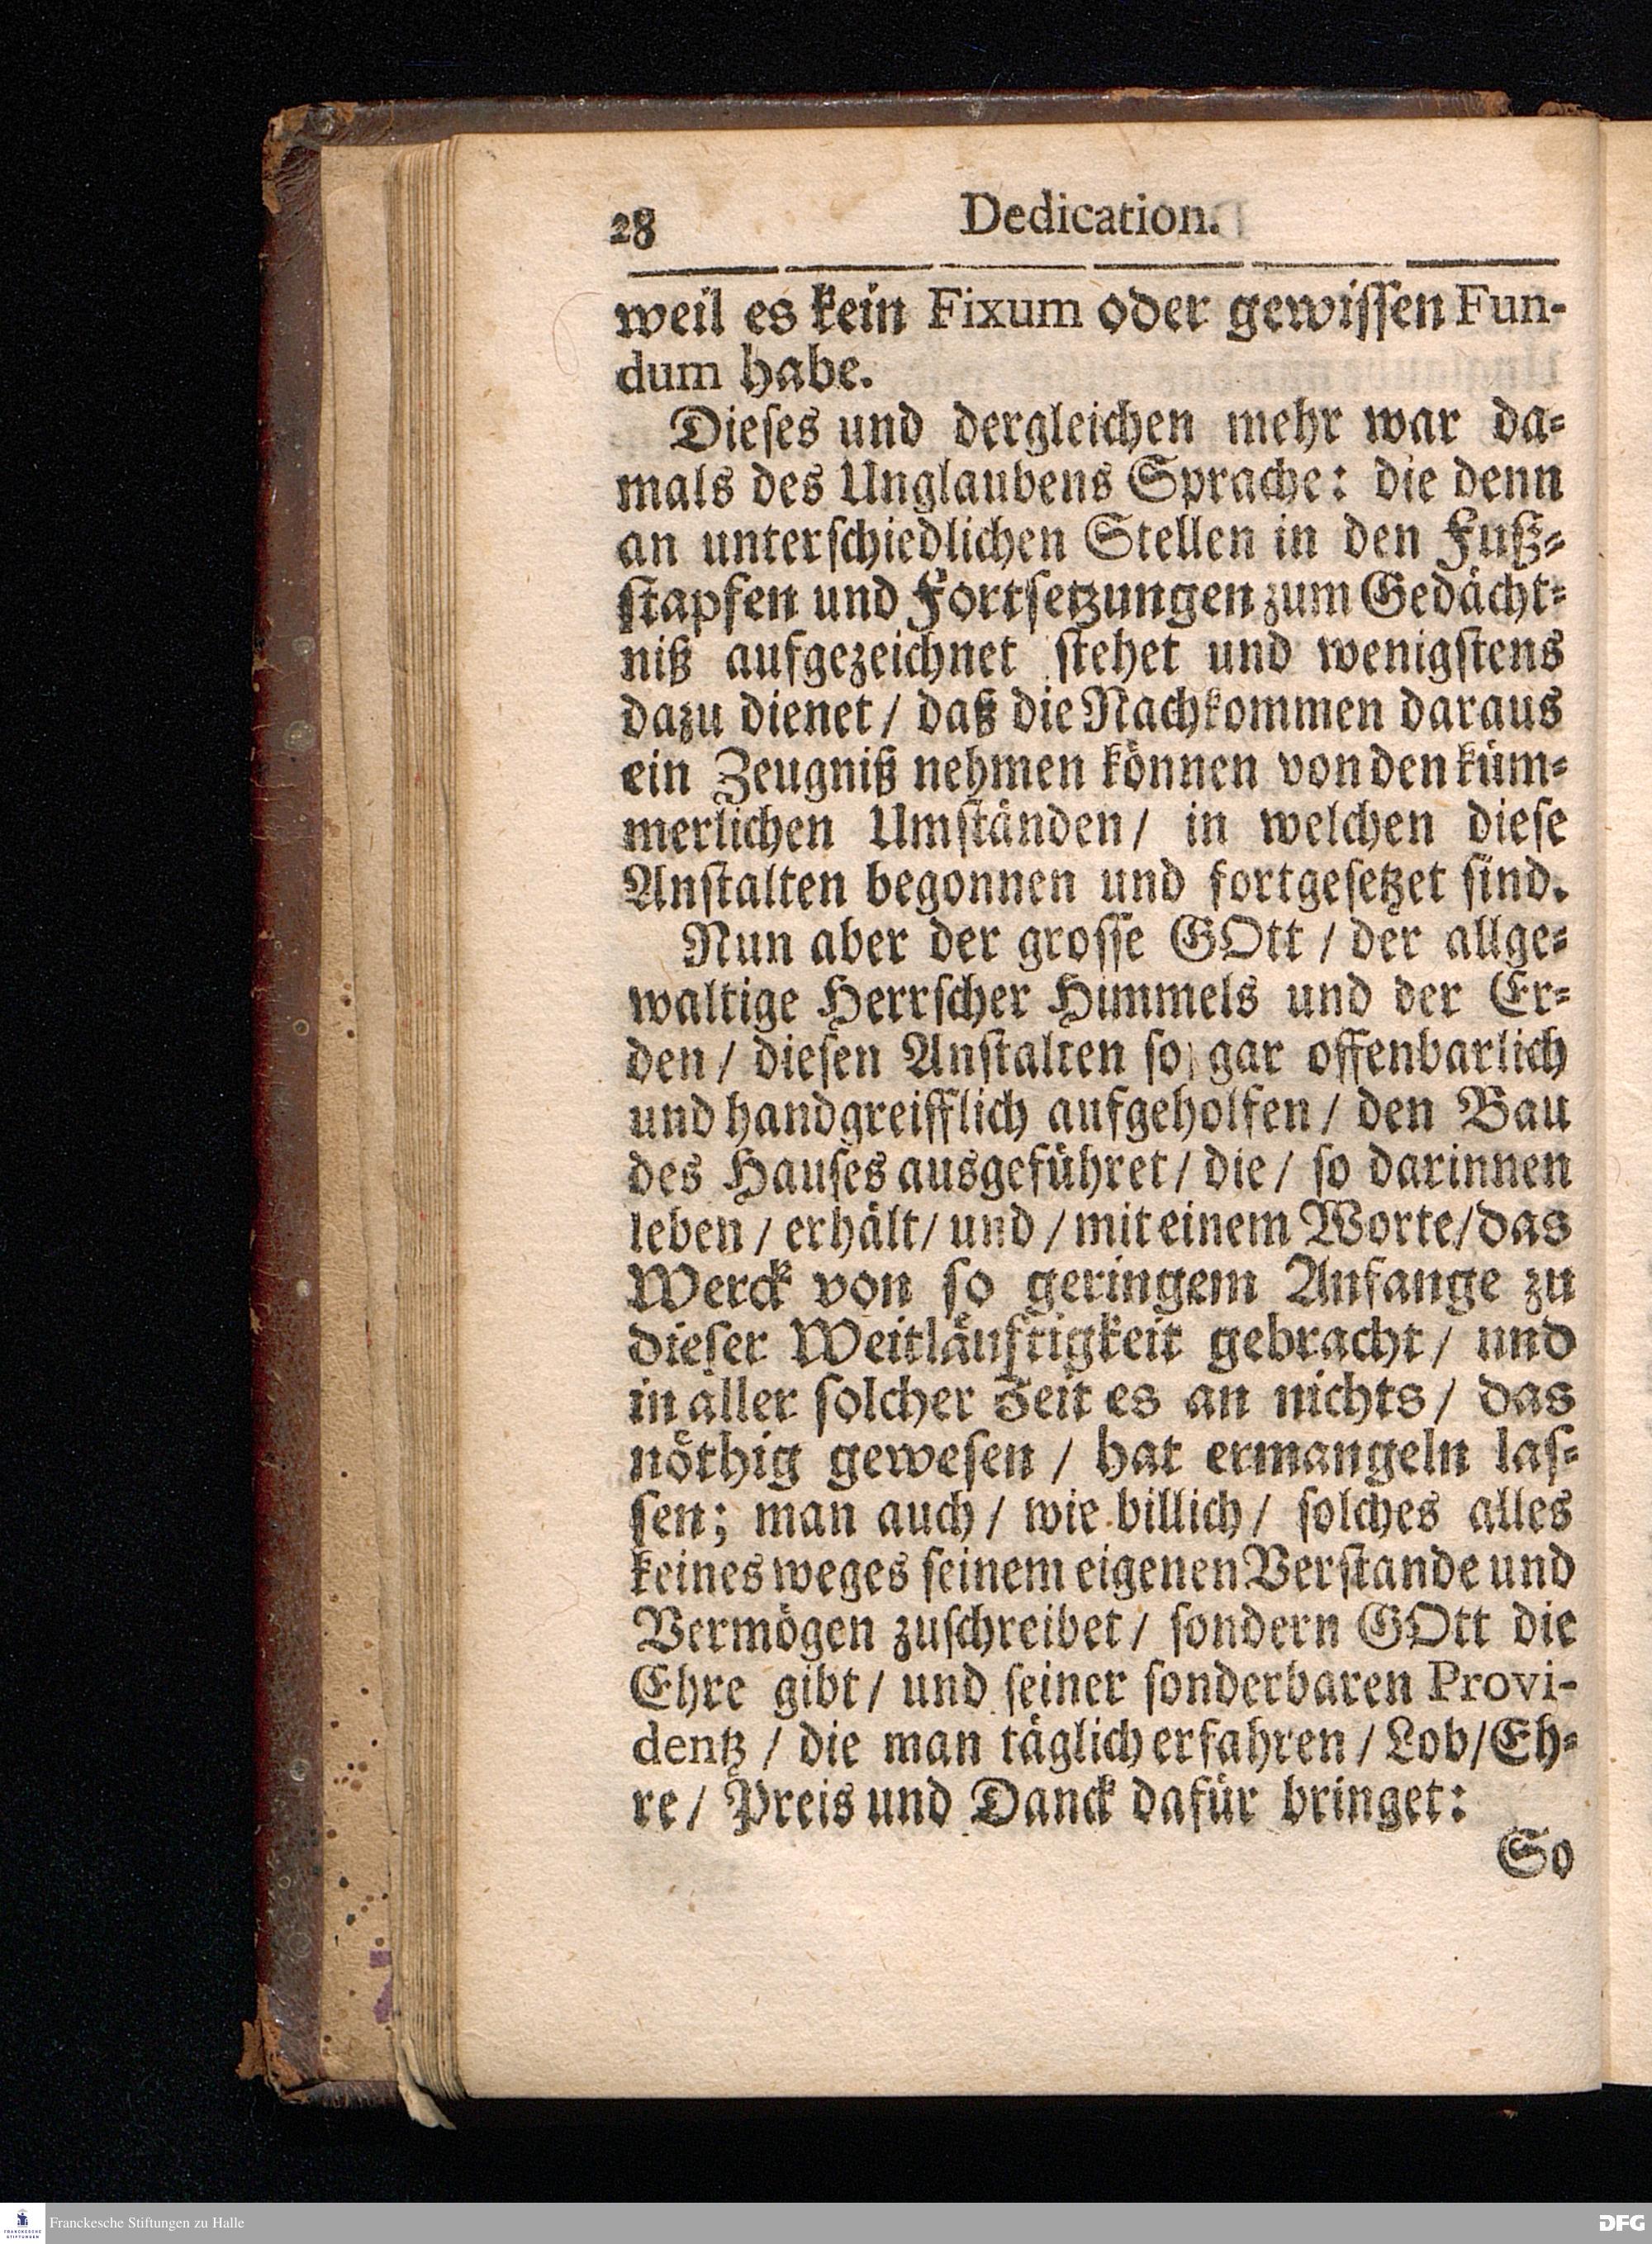 28 Dedication.
weil es kein Fixum oder gewiſſen Fun-
dum habe.
Dieſes und dergleichen mehr war da-
mals des Unglaubens Sprache: die denn
an unterſchiedlichen Stellen in den Fuß-
ſtapfen und Fortſetzungen zum Gedächt-
niß aufgezeichnet ſtehet und wenigſtens
dazu dienet / daß die Nachkommen daraus
ein Zeugniß nehmen können von den küm-
merlichen Umſtänden / in welchen dieſe
Anſtalten begonnen und fortgeſetzet ſind.
Nun aber der groſſe GOtt / der allge-
waltige Herrſcher Himmels und der Er-
den / dieſen Anſtalten ſo gar offenbarlich
und handgreifflich aufgeholfen / den Bau
des Hauſes ausgeführet / die / ſo darinnen
leben / erhält / und / mit einem Worte / das
Werck von ſo geringem Anfange zu
dieſer Weitläuftigkeit gebracht / und
in aller ſolcher Zeit es an nichts / das
nöthig geweſen / hat ermangeln laſ-
ſen; man auch / wie billich / ſolches alles
keines weges ſeinem eigenen Verſtande und
Vermögen zuſchreibet / ſondern GOtt die
Ehre gibt / und ſeiner ſonderbaren Provi-
dentz / die man täglich erfahren / Lob / Eh-
re / Preis und Danck dafür bringet:
So
FRANCKESCHE STIFTUNGEN
Franckesche Stiftungen zu Halle
DFG